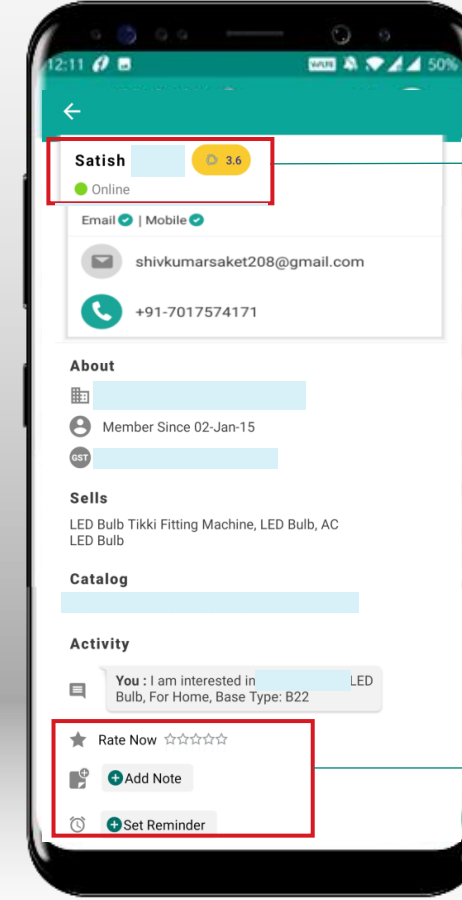 12:11 50%
Satish 3.6
Online
Email | Mobile
shivkumarsaket208@gmail.com
+91-7017574171
About
Member Since 02-Jan-15
GST
Sells
LED Bulb Tikki Fitting Machine, LED Bulb, AC
LED Bulb
Catalog
Activity
You : I am interested in LED
Bulb, For Home, Base Type: B22
Rate Now
Add Note
Set Reminder